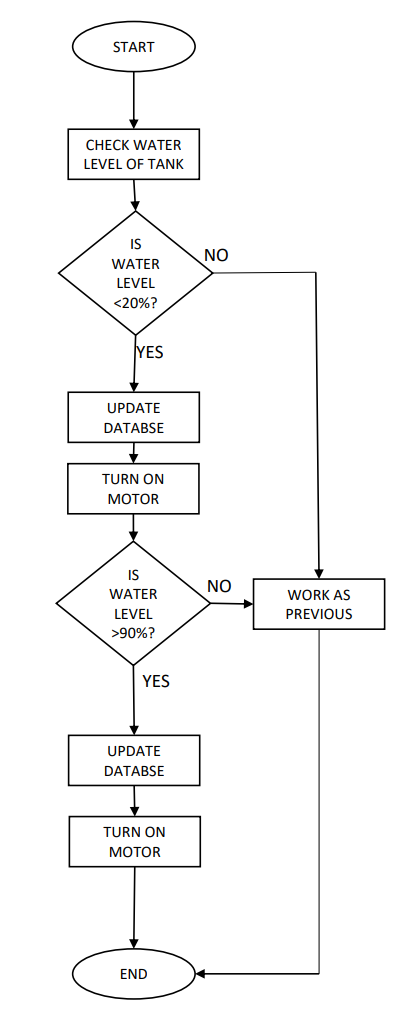 START
CHECK WATER
LEVEL OF TANK
IS
WATER
LEVEL
<20%?
NO
YES
UPDATE
DATABSE
TURN ON
MOTOR
IS
WATER
LEVEL
>90%?
NO
WORK AS
PREVIOUS
YES
UPDATE
DATABSE
TURN ON
MOTOR
END